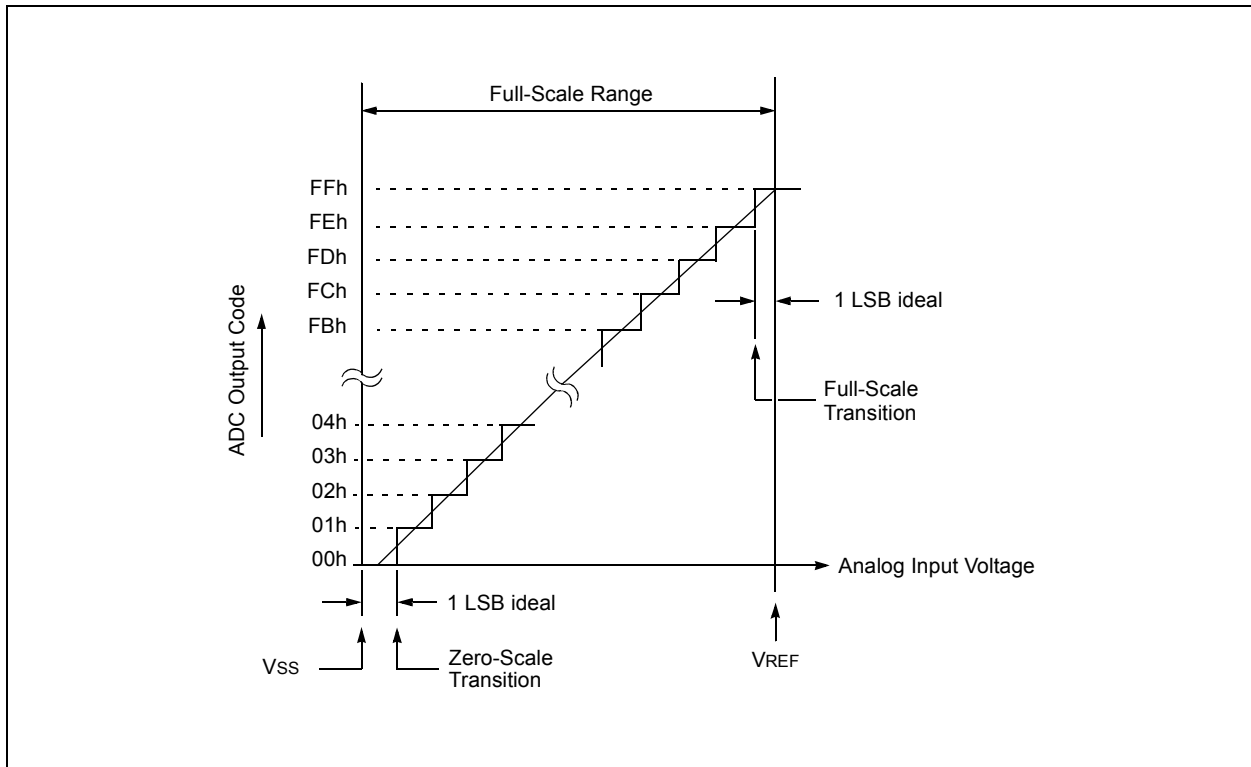 Full-Scale Range
FFh
FEh
FDh
FCh
FBh
1 LSB ideal
ADC Output Code
Full-Scale
Transition
04h
03h
02h
01h
00h
Analog Input Voltage
1 LSB ideal
VSS
Zero-Scale
Transition
VREF